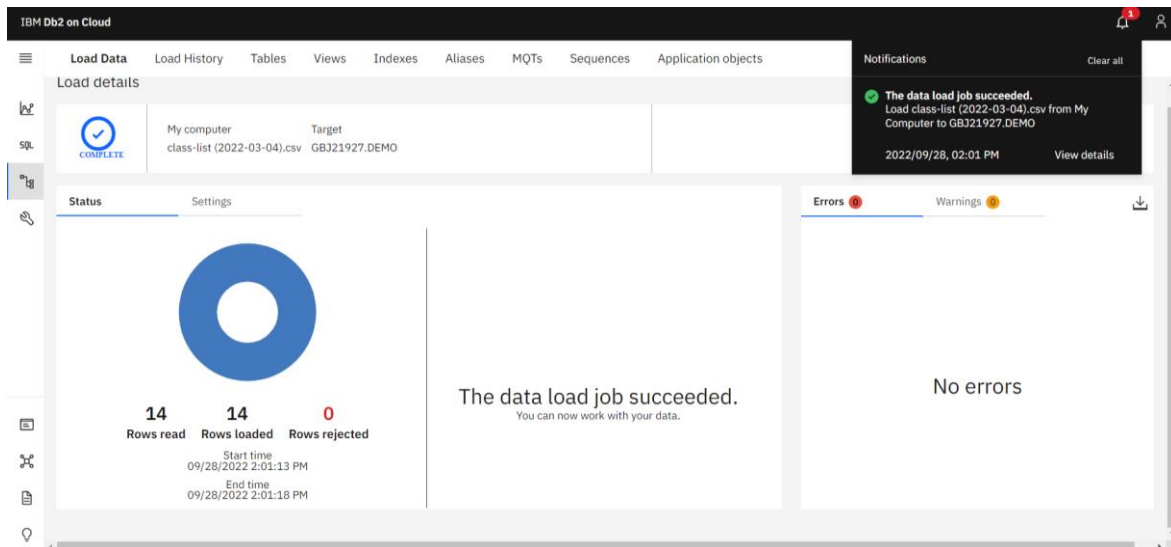 IBM Db2 on Cloud
1
Load Data Load History Tables Views Indexes Aliases MQTs Sequences Application objects
Notifications Clear all
Load details
The data load job succeeded.
Load class-list (2022-03-04).csv from My
Computer to GBJ21927.DEMO
2022/09/28, 02:01 PM View details
COMPLETE
My computer Target
class-list (2022-03-04).csv GBJ21927.DEMO
SQL
Status Settings
Errors 0 Warnings 0
14 14 0
Rows read Rows loaded Rows rejected
Start time
09/28/2022 2:01:13 PM
End time
09/28/2022 2:01:18 PM
The data load job succeeded.
You can now work with your data.
No errors